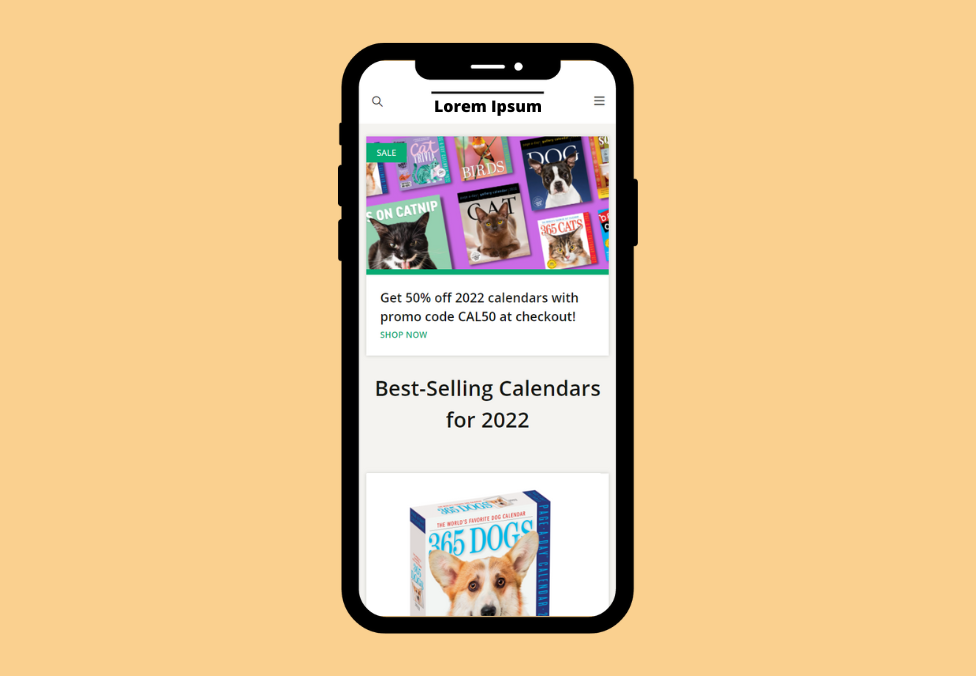 Lorem Ipsum
SALE
Cat
TRIVIA
BIRDS
DOG
S ON CATNIP
CAT
365 CATS
Get 50% off 2022 calendars with
promo code CAL50 at checkout!
SHOP NOW
Best-Selling Calendars
for 2022
THE WORLD'S FAVORITE DOG CALENDAR
365 DOGS
PAGE-A-DAY CALENDAR